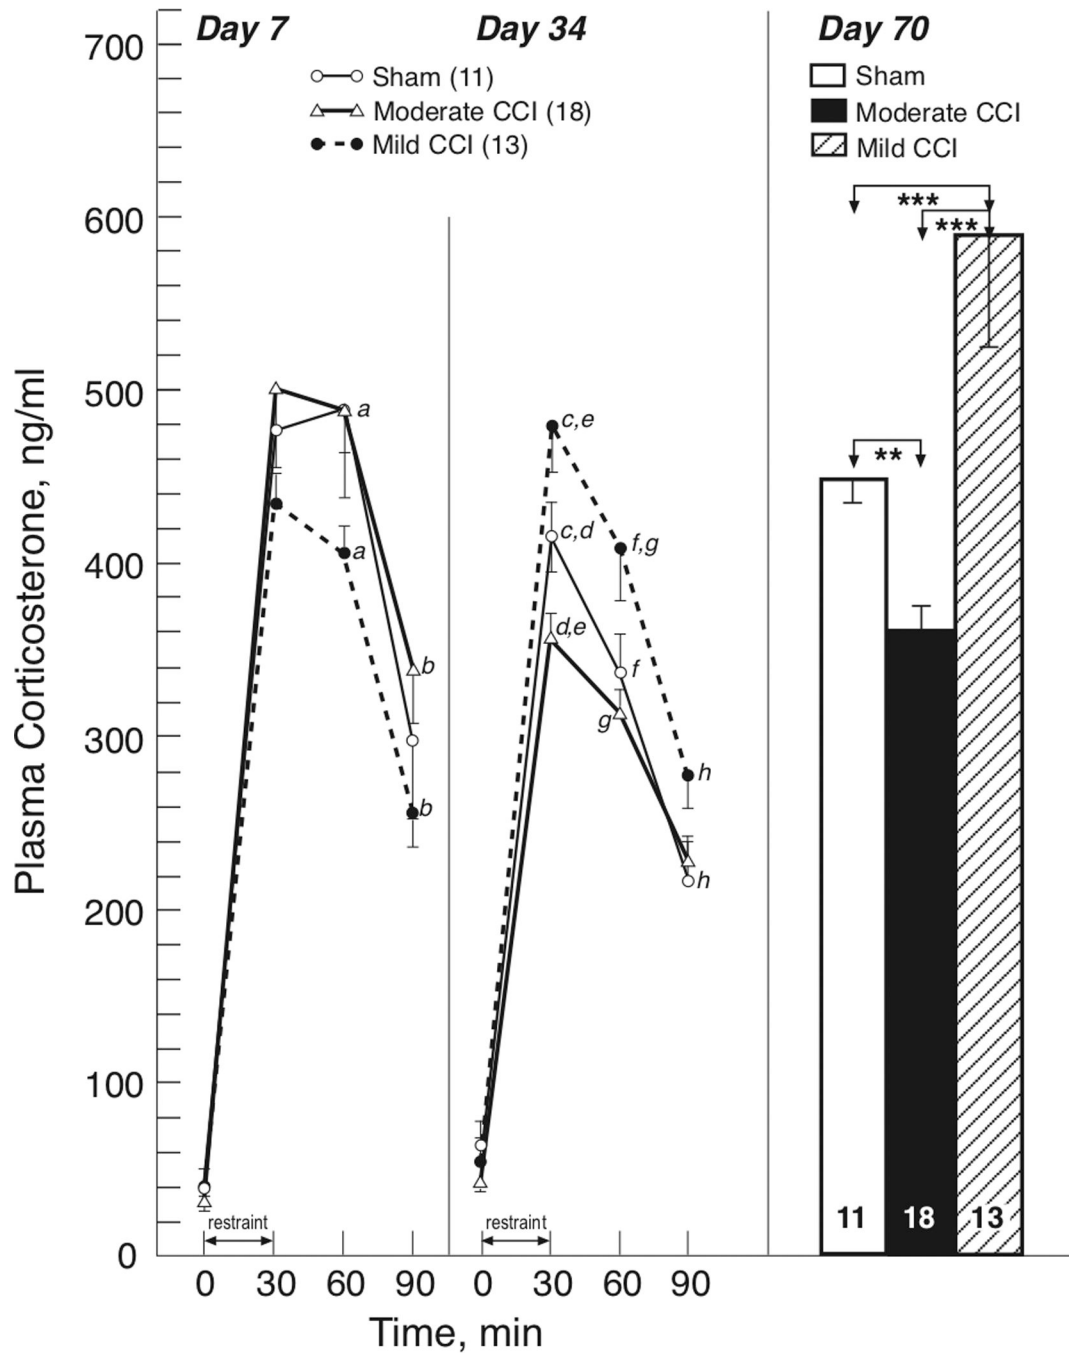 Day 7
Day 34
Day 70
Sham (11)
Moderate CCI (18)
Mild CCI (13)
Sham
Moderate CCI
Mild CCI
Plasma Corticosterone, ng/ml
700
600
500
400
300
200
100
0
***
***
**
a
a
b
b
c,e
c,d
d,e
f,g
f
g
h
h
11
18
13
restraint
restraint
0 30 60 90
0 30 60 90
Time, min